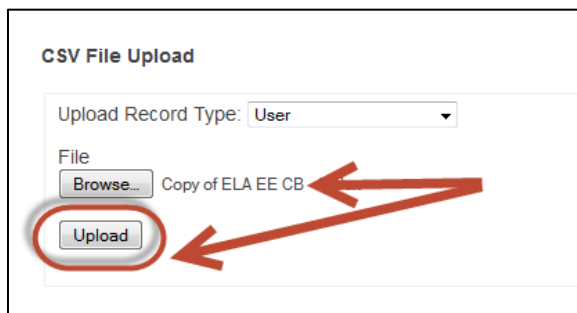 CSV File Upload
Upload Record Type: User
File
Browse... Copy of ELA EE CB
Upload